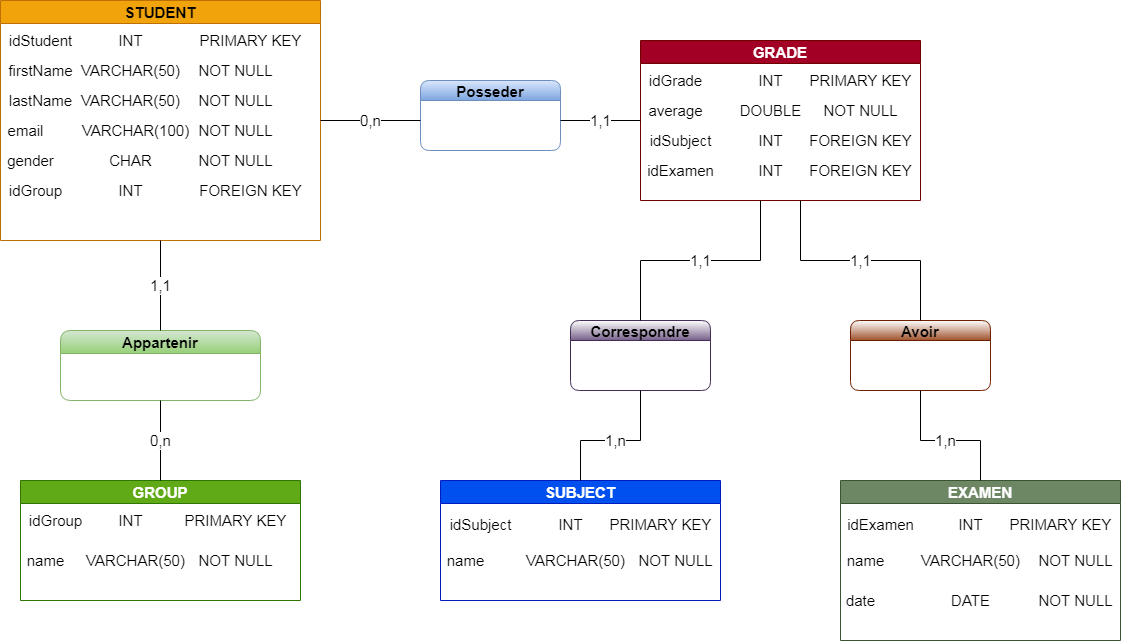 STUDENT
idStudent INT PRIMARY KEY
firstName VARCHAR(50) NOT NULL
lastName VARCHAR(50) NOT NULL
email VARCHAR(100) NOT NULL
gender CHAR NOT NULL
idGroup INT FOREIGN KEY
0,n
Posseder
1,1
GRADE
idGrade INT PRIMARY KEY
average DOUBLE NOT NULL
idSubject INT FOREIGN KEY
idExamen INT FOREIGN KEY
1,1
Appartenir
0,n
GROUP
idGroup INT PRIMARY KEY
name VARCHAR(50) NOT NULL
1,1
Correspondre
1,n
SUBJECT
idSubject INT PRIMARY KEY
name VARCHAR(50) NOT NULL
1,1
Avoir
1,n
EXAMEN
idExamen INT PRIMARY KEY
name VARCHAR(50) NOT NULL
date DATE NOT NULL